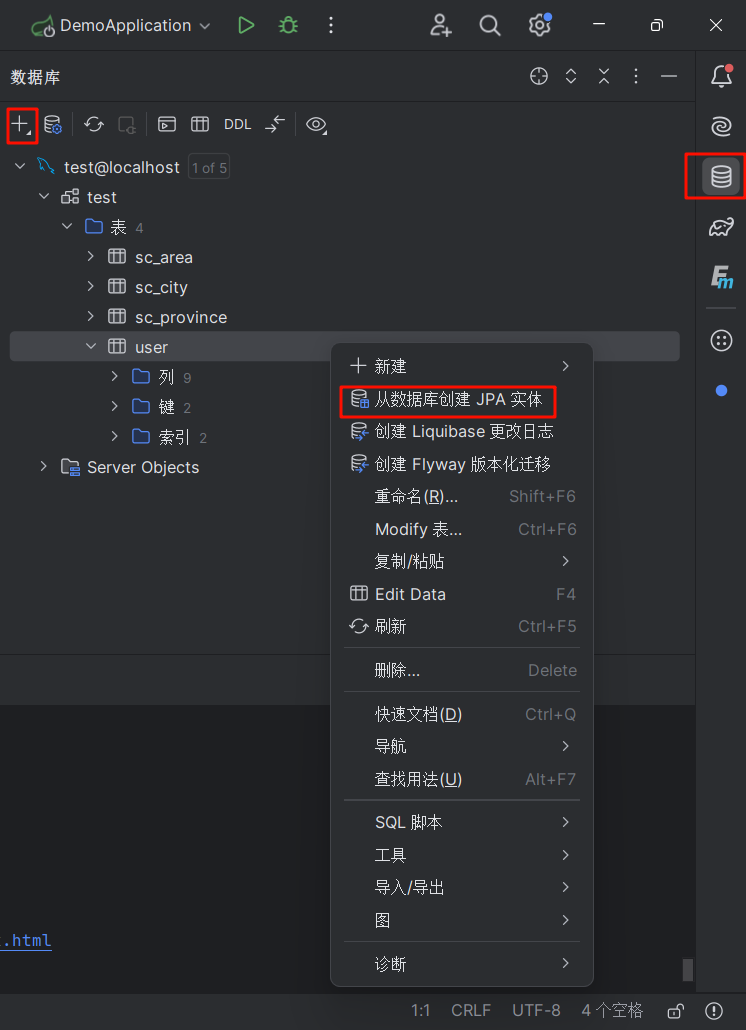 DemoApplication
数据库
DDL
test@localhost 1 of 5
test
表 4
sc_area
sc_city
sc_province
user
列 9
键 2
索引 2
Server Objects
新建
从数据库创建 JPA 实体
创建 Liquibase 更改日志
创建 Flyway 版本化迁移
重命名(R)... Shift+F6
Modify 表... Ctrl+F6
复制/粘贴
Edit Data F4
刷新 Ctrl+F5
删除... Delete
快速文档(D) Ctrl+Q
导航
查找用法(U) Alt+F7
SQL 脚本
工具
导入/导出
图
诊断
.html
1:1 CRLF UTF-8 4 个空格